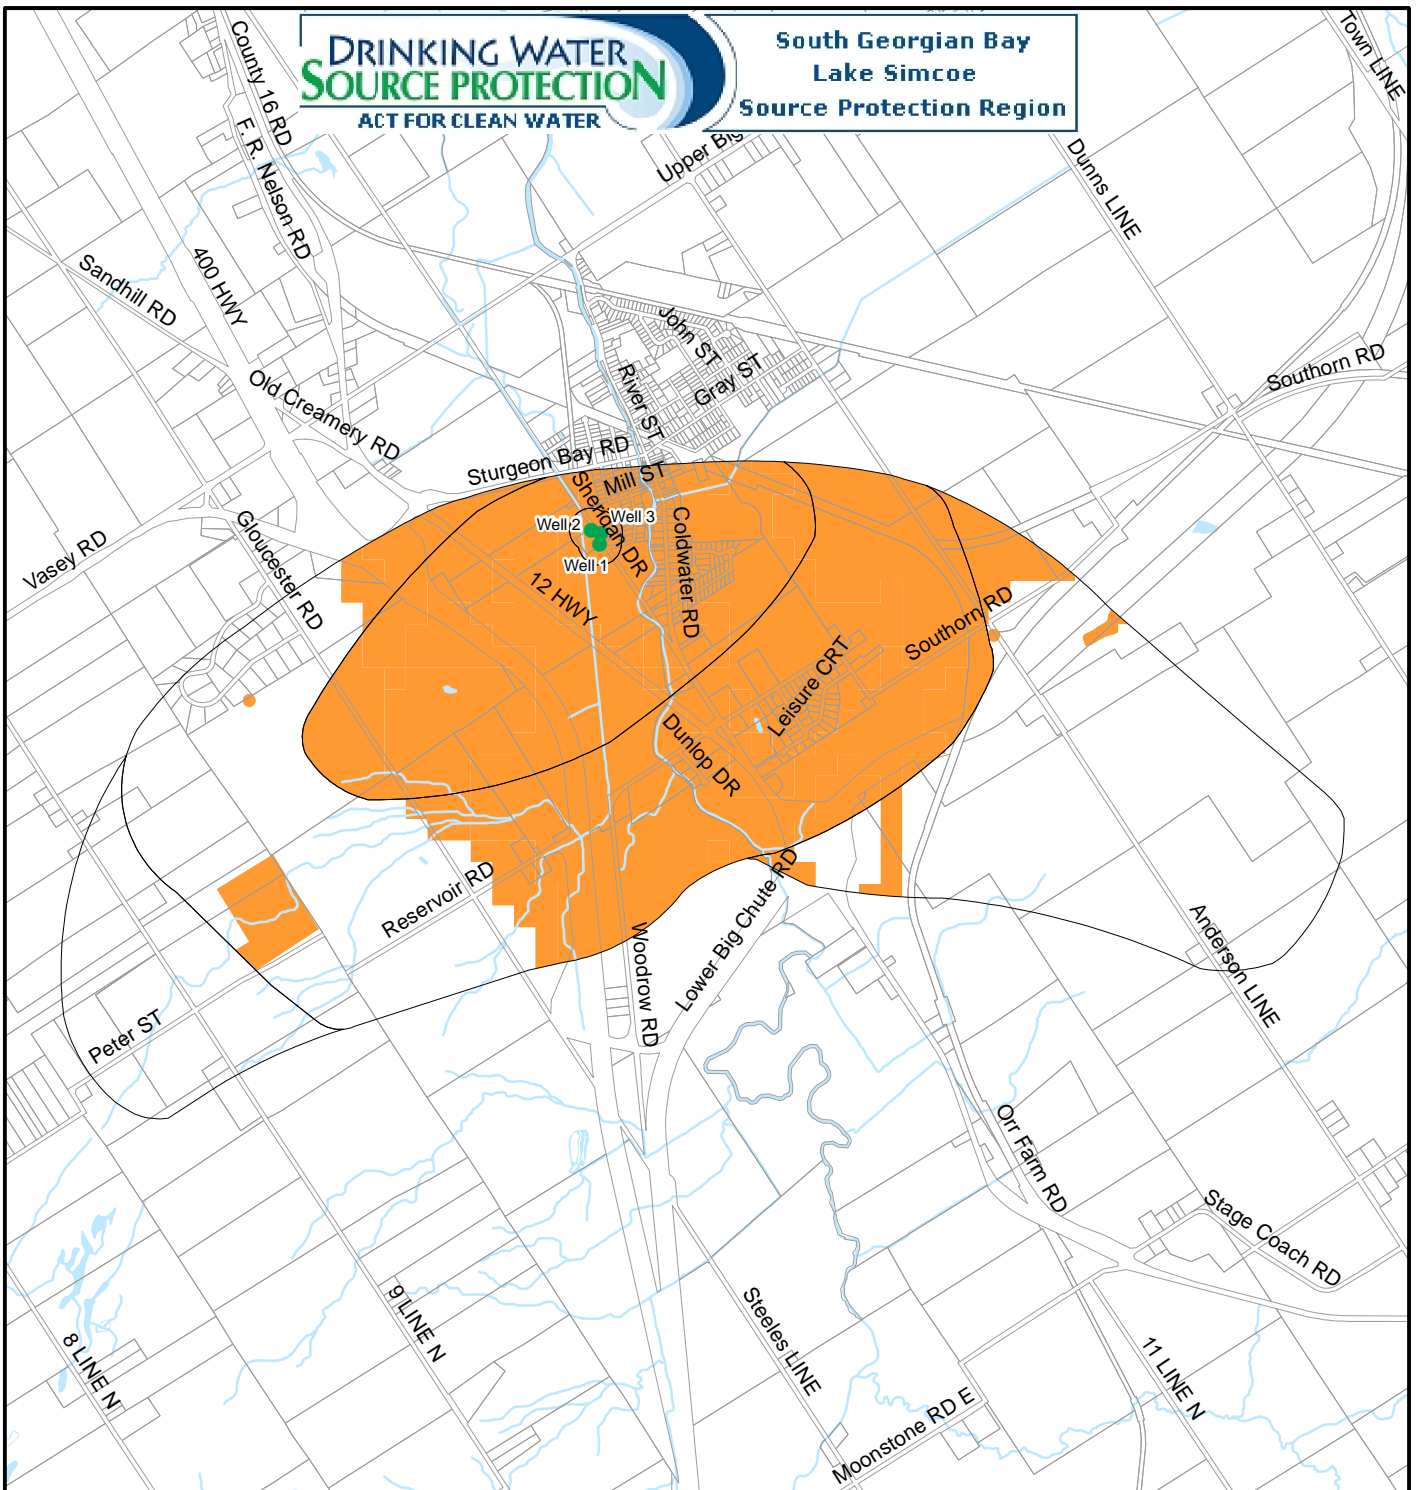 DRINKING WATER
SOURCE PROTECTION
ACT FOR CLEAN WATER
South Georgian Bay
Lake Simcoe
Source Protection Region
County 16 RD
Town LINE
F. R. Nelson RD
Upper Big
Dunns LINE
400 HWY
Sandhill RD
John ST
Gray ST
River ST
Southorn RD
Old Creamery RD
Sturgeon Bay RD
Mill ST
Sheridan DR
Well 2
Well 3
Well 1
Coldwater RD
Vasey RD
Gloucester RD
12 HWY
Southorn RD
Leisure CRT
Dunlop DR
Reservoir RD
Lower Big Chute RD
Woodrow RD
Anderson LINE
Peter ST
Orr Farm RD
Stage Coach RD
9 LINE N
8 LINE N
Steeles LINE
11 LINE N
Moonstone RD E